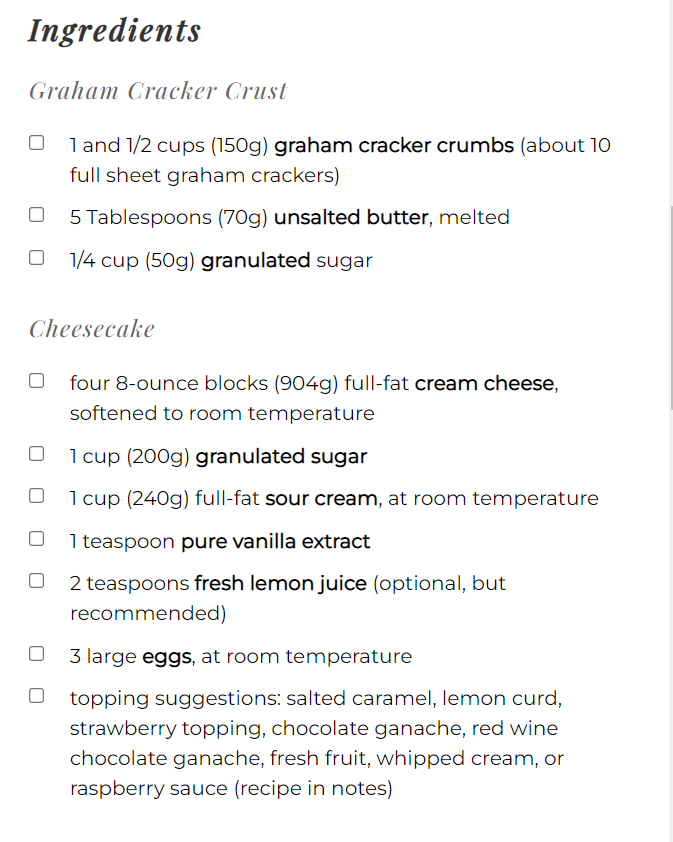 Ingredients
Graham Cracker Crust
1 and 1/2 cups (150g) graham cracker crumbs (about 10
full sheet graham crackers)
5 Tablespoons (70g) unsalted butter, melted
1/4 cup (50g) granulated sugar
Cheesecake
four 8-ounce blocks (904g) full-fat cream cheese,
softened to room temperature
1 cup (200g) granulated sugar
1 cup (240g) full-fat sour cream, at room temperature
1 teaspoon pure vanilla extract
2 teaspoons fresh lemon juice (optional, but
recommended)
3 large eggs, at room temperature
topping suggestions: salted caramel, lemon curd,
strawberry topping, chocolate ganache, red wine
chocolate ganache, fresh fruit, whipped cream, or
raspberry sauce (recipe in notes)